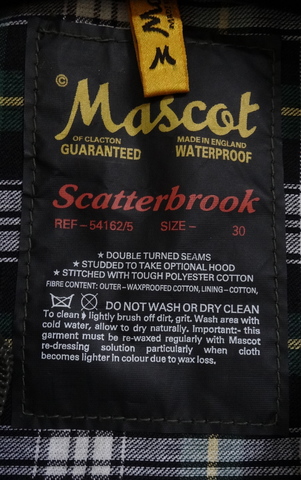 Mascot
M
© Mascot
OF CLACTON MADE IN ENGLAND
GUARANTEED WATERPROOF
Scatterbrook
REF – 54162/5 SIZE – 30
★ DOUBLE TURNED SEAMS
★ STUDDED TO TAKE OPTIONAL HOOD
★ STITCHED WITH TOUGH POLYESTER COTTON
FIBRE CONTENT: OUTER – WAXPROOFED COTTON, LINING – COTTON,
DO NOT WASH OR DRY CLEAN
To clean lightly brush off dirt, grit. Wash area with
cold water, allow to dry naturally. Important:- this
garment must be re-waxed regularly with Mascot
re-dressing solution particularly when cloth
becomes lighter in colour due to wax loss.